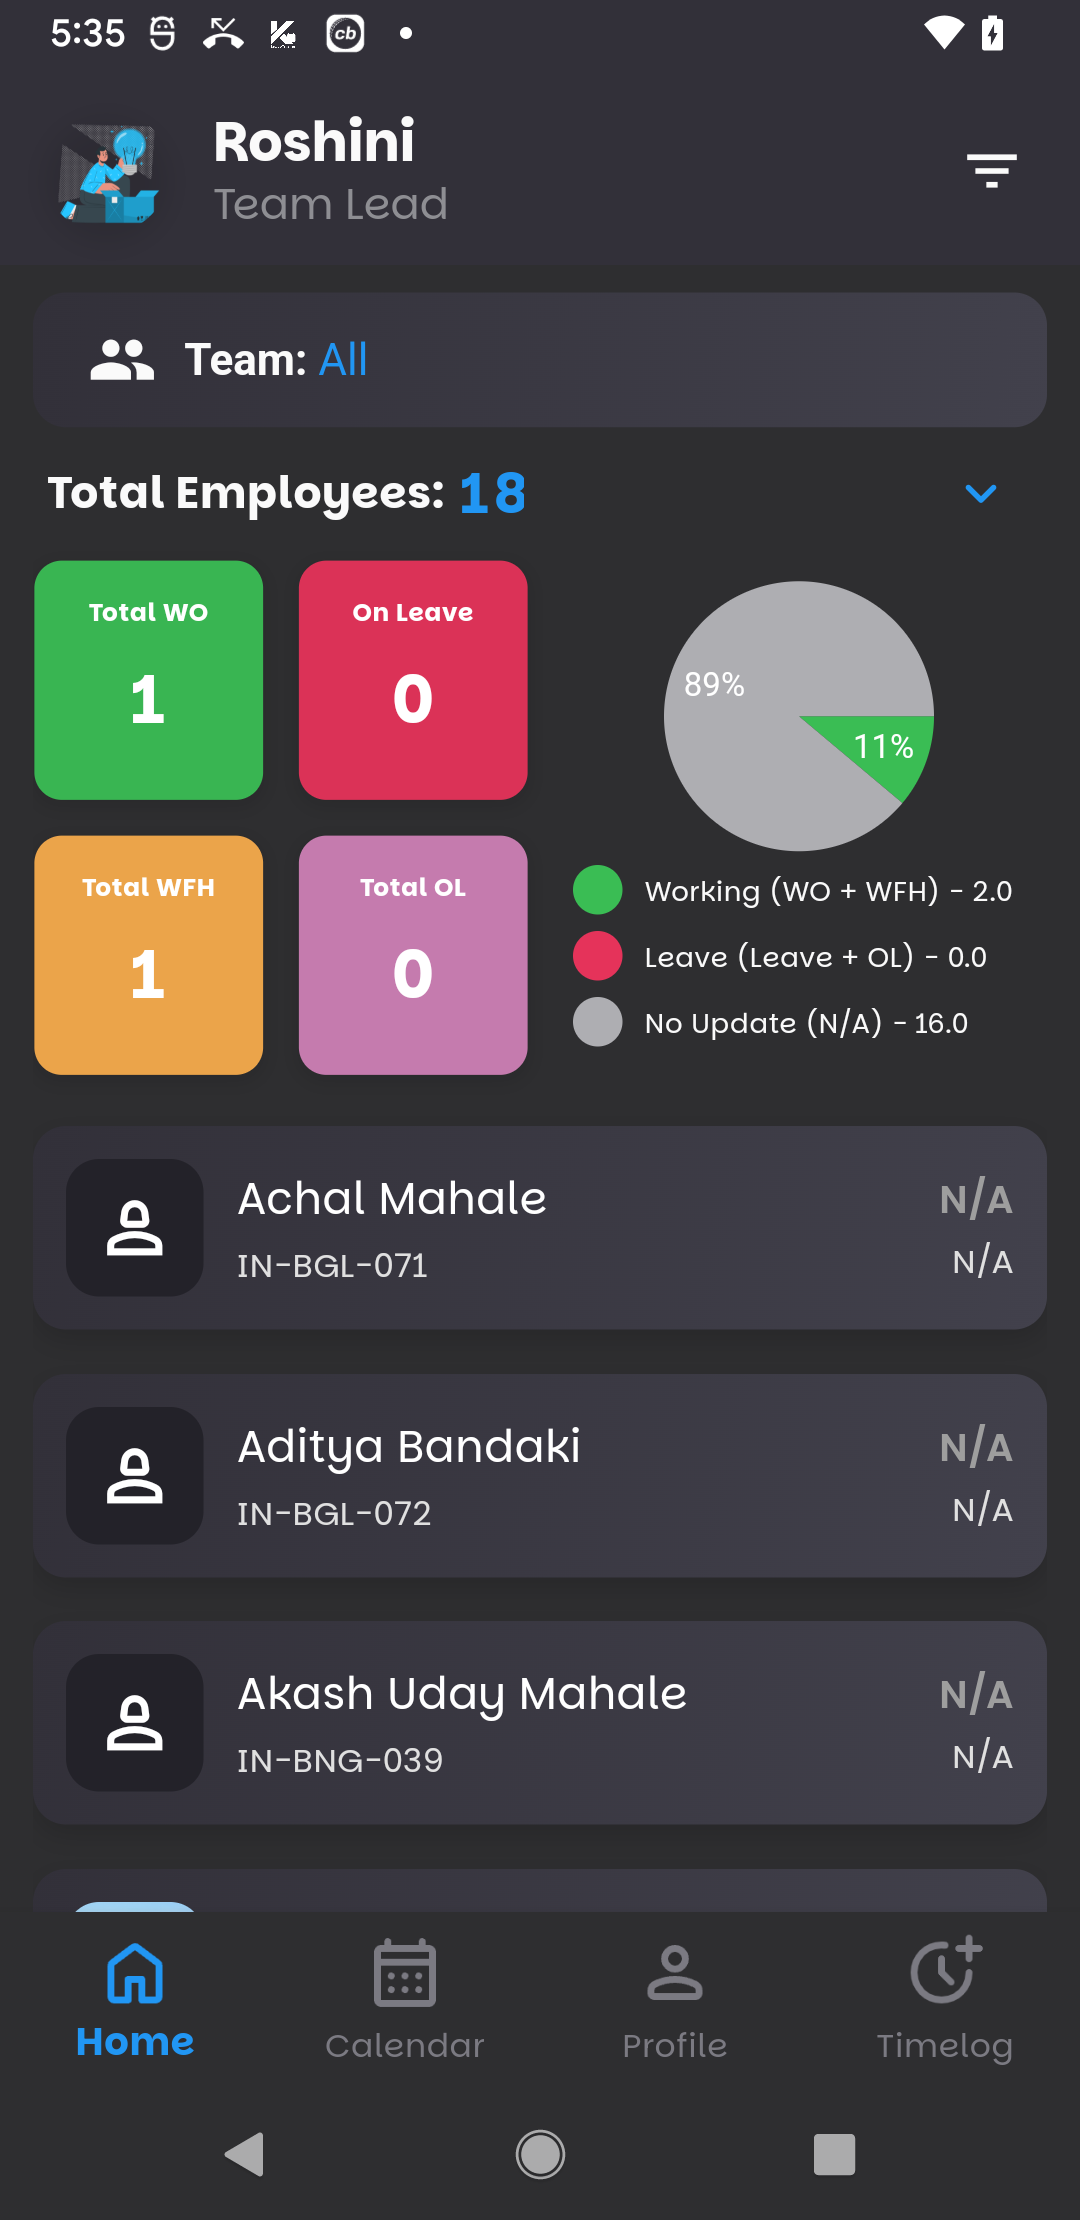 5:35
cb
Roshini
Team Lead
Team: All
Total Employees: 18
Total WO
1
On Leave
0
Total WFH
1
Total OL
0
89%
11%
Working (WO + WFH) - 2.0
Leave (Leave + OL) - 0.0
No Update (N/A) - 16.0
Achal Mahale
N/A
IN-BGL-071
N/A
Aditya Bandaki
N/A
IN-BGL-072
N/A
Akash Uday Mahale
N/A
IN-BNG-039
N/A
Home
Calendar
Profile
Timelog